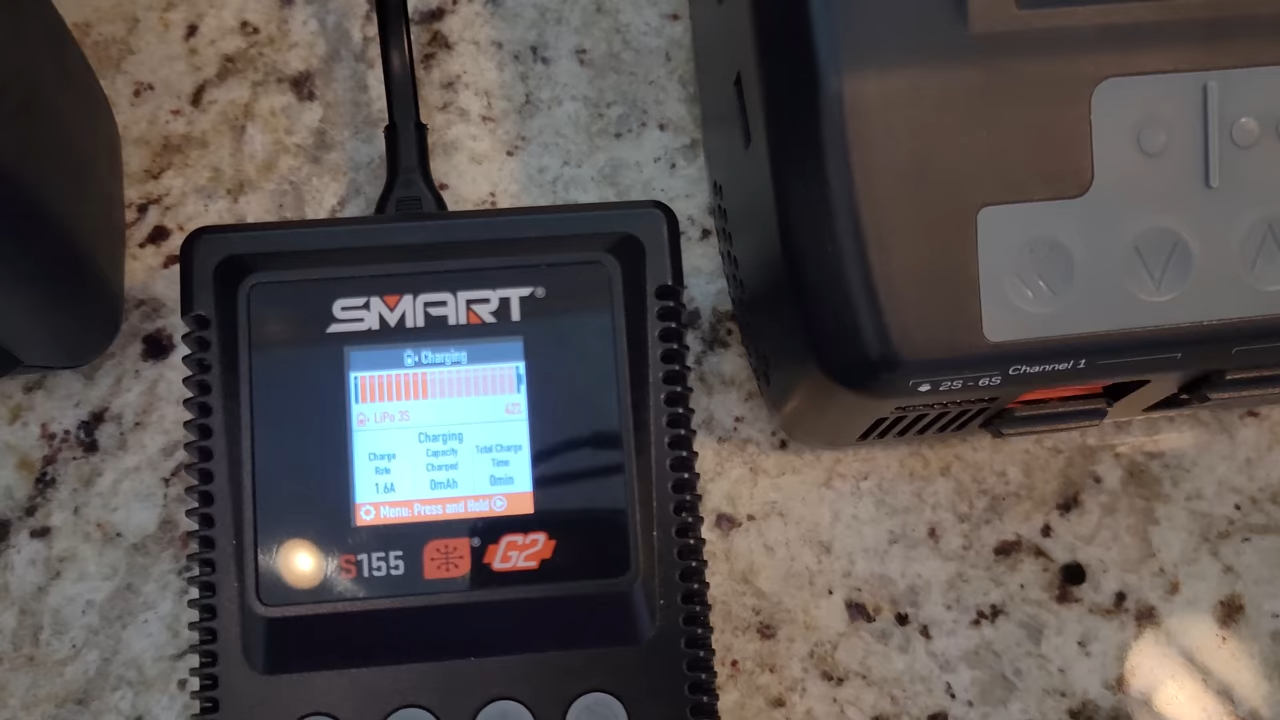 SMART®
Charging
LiPo 3S 42%
Charging
Charge Rate
Capacity Charged
Total Charge Time
1.6A 0mAh 0min
Menu: Press and Hold
S155 ® G2
2S - 6S Channel 1